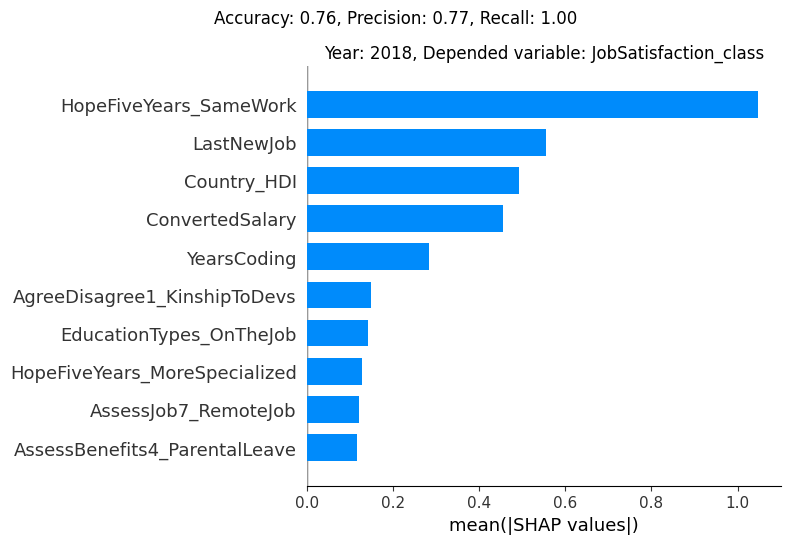 Accuracy: 0.76, Precision: 0.77, Recall: 1.00
Year: 2018, Depended variable: JobSatisfaction_class
HopeFiveYears_SameWork
LastNewJob
Country_HDI
ConvertedSalary
YearsCoding
AgreeDisagree1_KinshipToDevs
EducationTypes_OnTheJob
HopeFiveYears_MoreSpecialized
AssessJob7_RemoteJob
AssessBenefits4_ParentalLeave
0.0 0.2 0.4 0.6 0.8 1.0
mean(|SHAP values|)